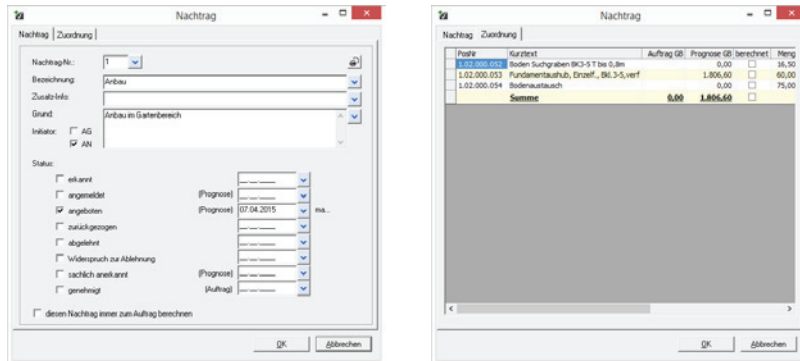 Nachtrag
Nachtrag Zuordnung
Nachtrag-Nr.: 1
Bezeichnung: Anbau
Zusatz-Info:
Grund: Anbau im Gartenbereich
Initiator: AG
AN
Status:
erkannt
angemeldet (Prognose)
angeboten (Prognose) 07.04.2015 ma...
zurückgezogen
abgelehnt
Widerspruch zur Ablehnung
sachlich anerkannt (Prognose)
genehmigt (Auftrag)
diesen Nachtrag immer zum Auftrag berechnen
OK Abbrechen
Nachtrag
Nachtrag Zuordnung
PosNr Kurztext Auftrag GB Prognose GB berechnet Meng
1.02.000.052 Boden Suchgraben BK3-5 T bis 0,8m 0,00 16,50
1.02.000.053 Fundamentaushub, Einzelf., Bkl.3-5,verf 1.806,60 60,00
1.02.000.054 Bodenaustausch 0,00 75,00
Summe 0,00 1.806,60
OK Abbrechen